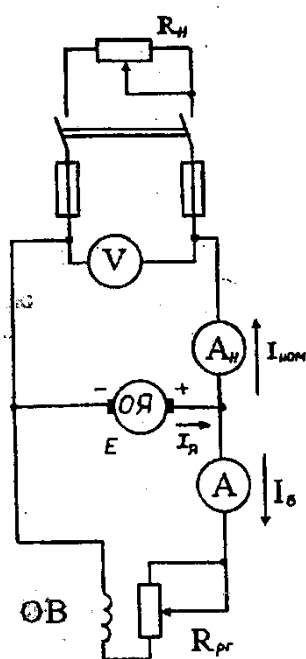 Rн
V
Aн Iном
- ОЯ +
E Iя
A Iв
ОВ
Rрг